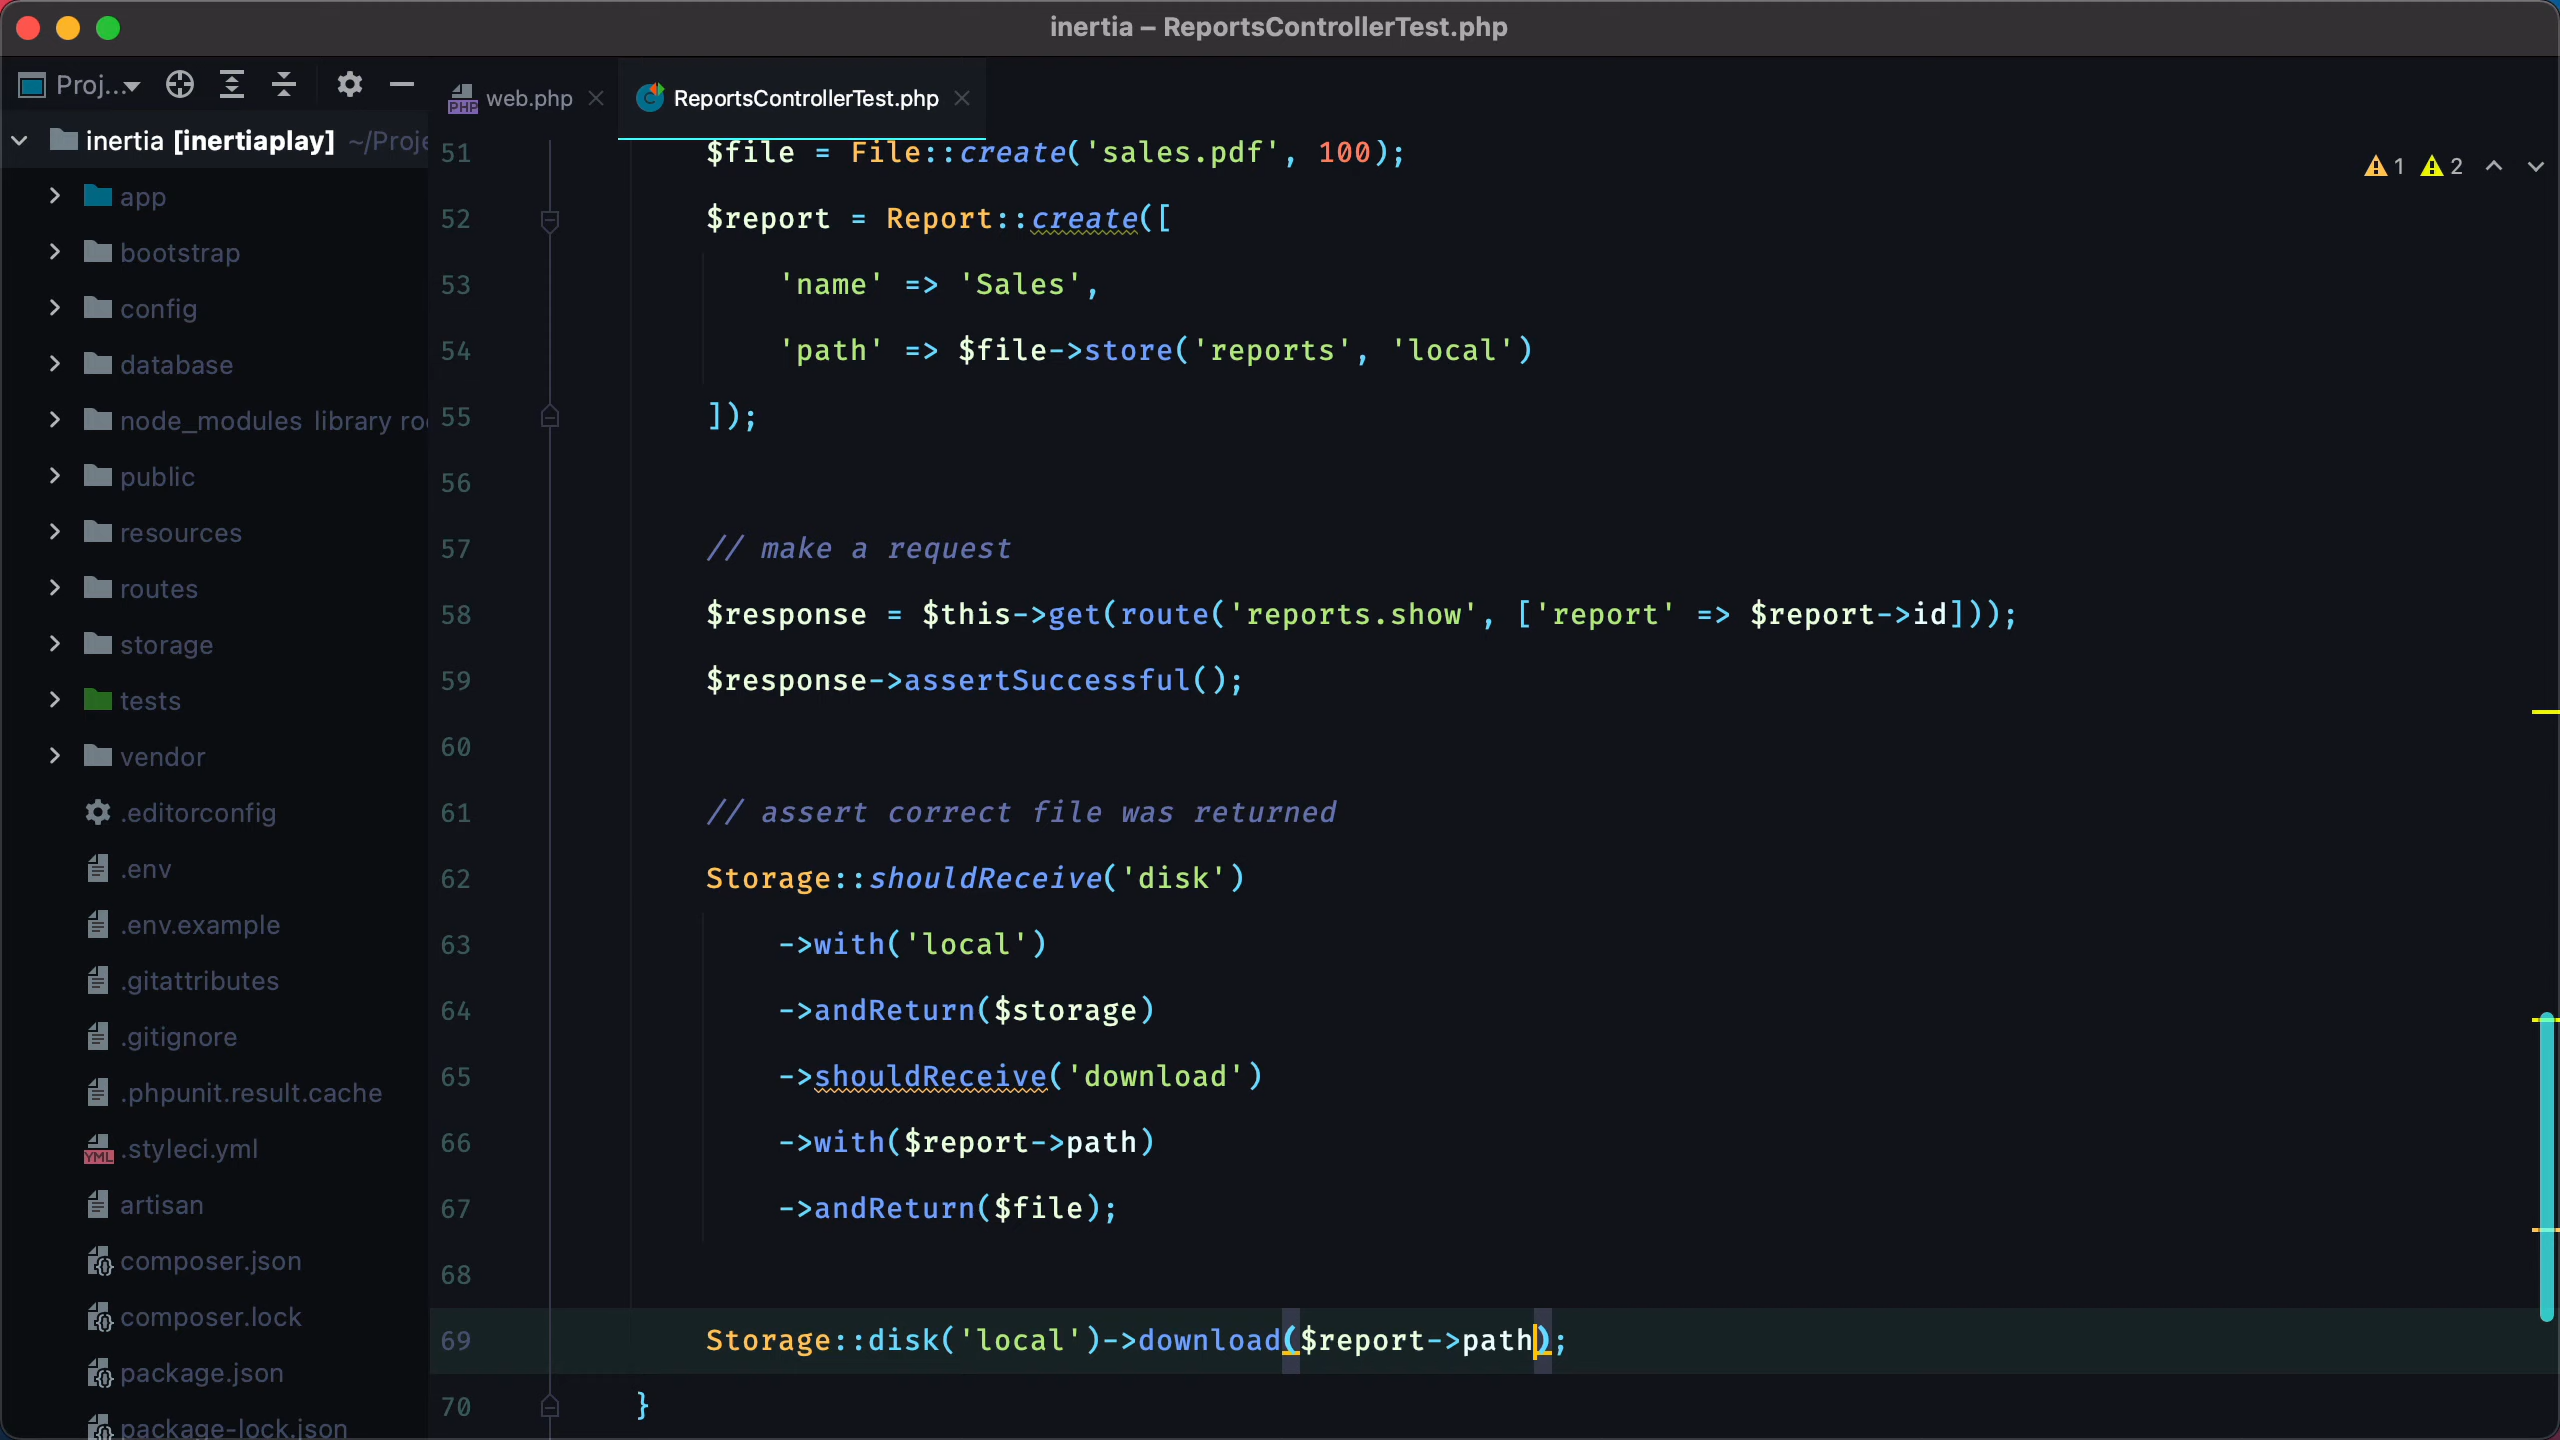 inertia – ReportsControllerTest.php
Proj...
web.php
ReportsControllerTest.php
inertia [inertiaplay] ~/Proje
app
bootstrap
config
database
node_modules library roo
public
resources
routes
storage
tests
vendor
.editorconfig
.env
.env.example
.gitattributes
.gitignore
.phpunit.result.cache
.styleci.yml
artisan
composer.json
composer.lock
package.json
package-lock.json
1 2
51 $file = File::create('sales.pdf', 100);
52 $report = Report::create([
53 'name' => 'Sales',
54 'path' => $file->store('reports', 'local')
55 ]);
56
57 // make a request
58 $response = $this->get(route('reports.show', ['report' => $report->id]));
59 $response->assertSuccessful();
60
61 // assert correct file was returned
62 Storage::shouldReceive('disk')
63 ->with('local')
64 ->andReturn($storage)
65 ->shouldReceive('download')
66 ->with($report->path)
67 ->andReturn($file);
68
69 Storage::disk('local')->download($report->path);
70 }